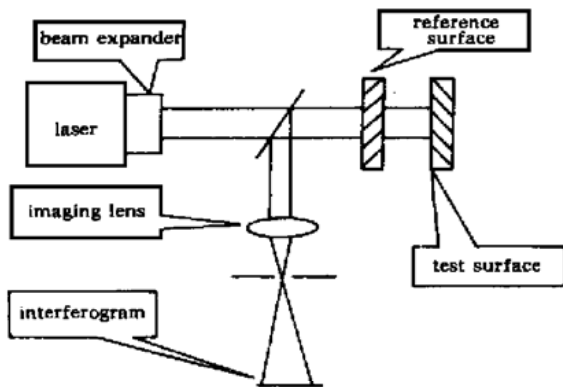 beam expander
reference
surface
laser
imaging lens
test surface
interferogram